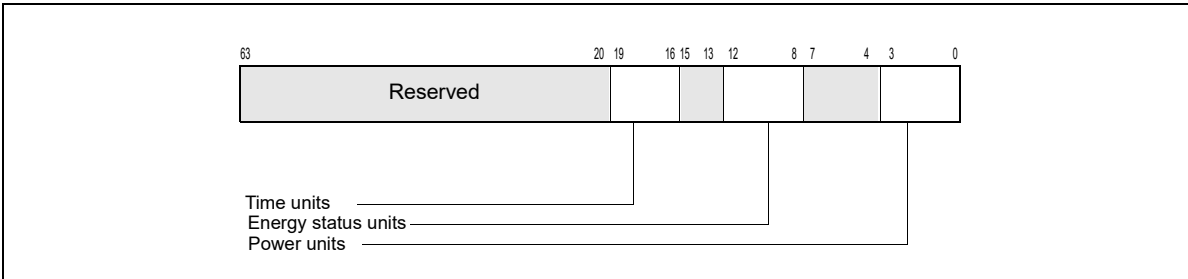 63 20 19 16 15 13 12 8 7 4 3 0
Reserved
Time units
Energy status units
Power units